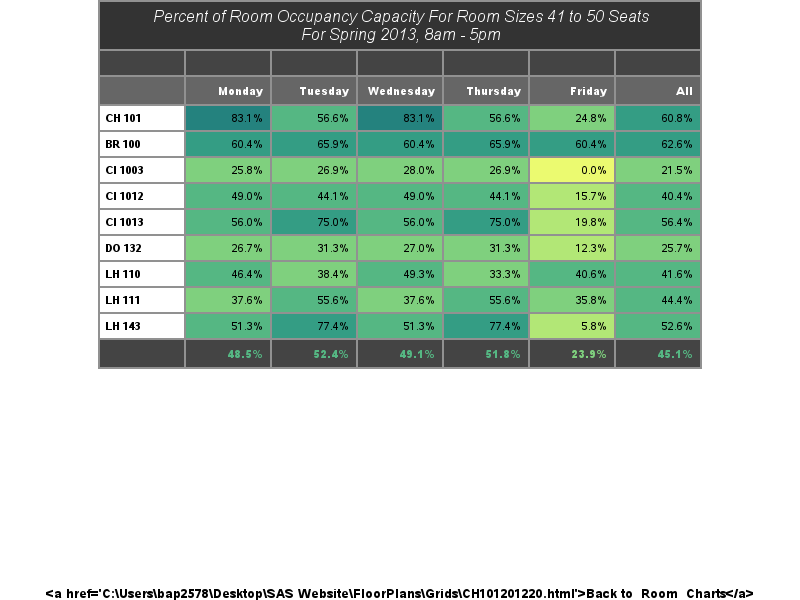 Percent of Room Occupancy Capacity For Room Sizes 41 to 50 Seats
For Spring 2013, 8am - 5pm
Monday Tuesday Wednesday Thursday Friday All
CH 101 83.1% 56.6% 83.1% 56.6% 24.8% 60.8%
BR 100 60.4% 65.9% 60.4% 65.9% 60.4% 62.6%
CI 1003 25.8% 26.9% 28.0% 26.9% 0.0% 21.5%
CI 1012 49.0% 44.1% 49.0% 44.1% 15.7% 40.4%
CI 1013 56.0% 75.0% 56.0% 75.0% 19.8% 56.4%
DO 132 26.7% 31.3% 27.0% 31.3% 12.3% 25.7%
LH 110 46.4% 38.4% 49.3% 33.3% 40.6% 41.6%
LH 111 37.6% 55.6% 37.6% 55.6% 35.8% 44.4%
LH 143 51.3% 77.4% 51.3% 77.4% 5.8% 52.6%
48.5% 52.4% 49.1% 51.8% 23.9% 45.1%
<a href='C:\Users\bap2578\Desktop\SAS Website\FloorPlans\Grids\CH101201220.html'>Back to Room Charts</a>